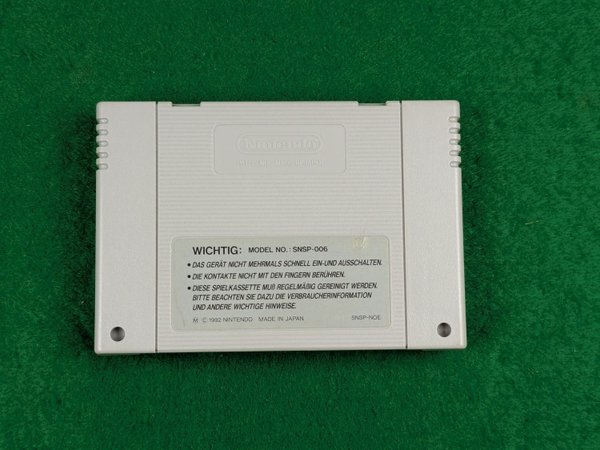 Nintendo
WICHTIG: MODEL NO.: SNSP-006
• DAS GERÄT NICHT MEHRMALS SCHNELL EIN-UND AUSSCHALTEN.
• DIE KONTAKTE NICHT MIT DEN FINGERN BERÜHREN.
• DIESE SPIELKASSETTE MUß REGELMÄßIG GEREINIGT WERDEN.
BITTE BEACHTEN SIE DAZU DIE VERBRAUCHERINFORMATION
UND ANDERE WICHTIGE HINWEISE.
M C 1992 NINTENDO MADE IN JAPAN SNSP-NOE